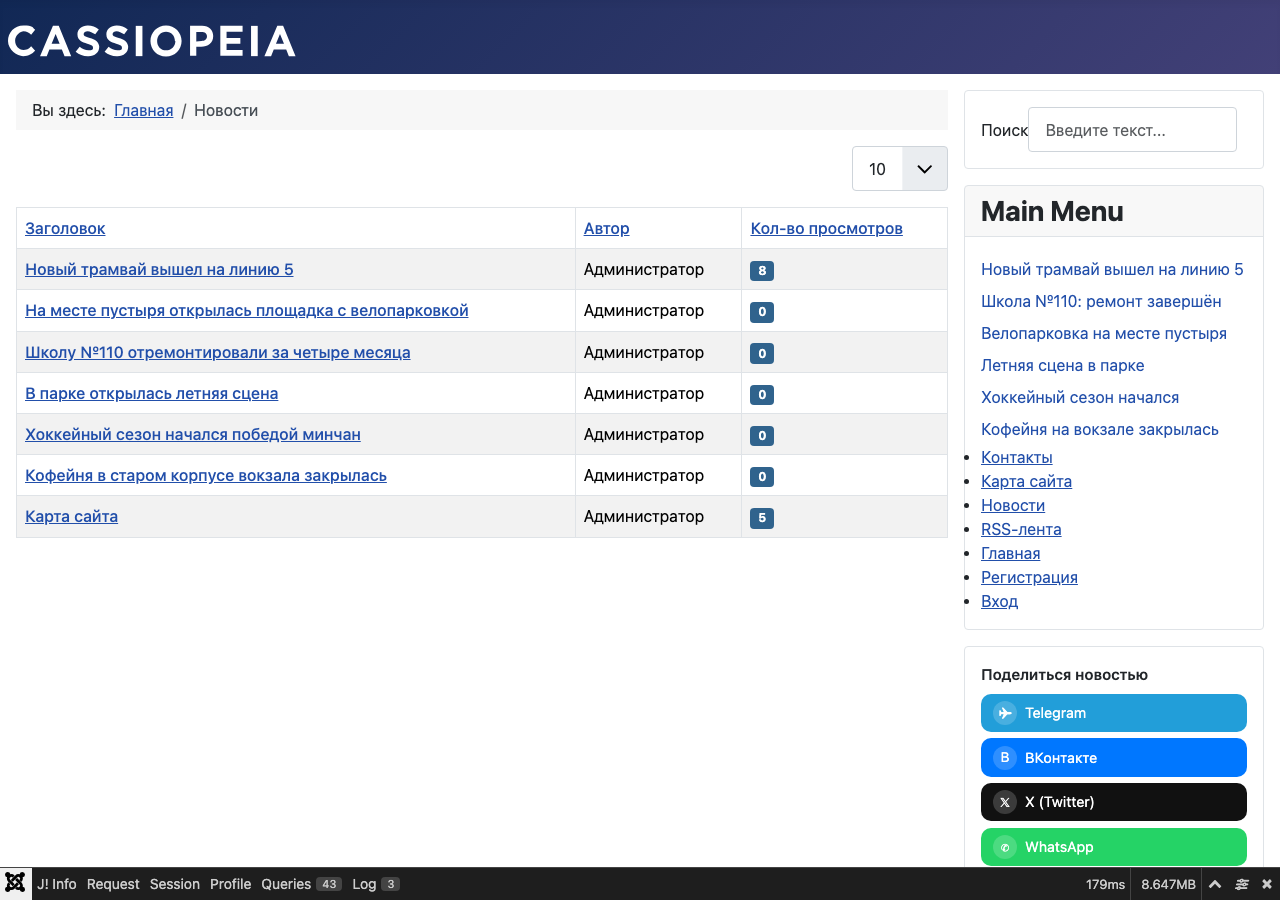 CASSIOPEIA
Вы здесь: Главная / Новости
10
Заголовок Автор Кол-во просмотров
Новый трамвай вышел на линию 5 Администратор 8
На месте пустыря открылась площадка с велопарковкой Администратор 0
Школу №110 отремонтировали за четыре месяца Администратор 0
В парке открылась летняя сцена Администратор 0
Хоккейный сезон начался победой минчан Администратор 0
Кофейня в старом корпусе вокзала закрылась Администратор 0
Карта сайта Администратор 5
Поиск Введите текст...
Main Menu
Новый трамвай вышел на линию 5
Школа №110: ремонт завершён
Велопарковка на месте пустыря
Летняя сцена в парке
Хоккейный сезон начался
Кофейня на вокзале закрылась
Контакты
Карта сайта
Новости
RSS-лента
Главная
Регистрация
Вход
Поделиться новостью
Telegram
В ВКонтакте
𝕏 X (Twitter)
WhatsApp
J! Info Request Session Profile Queries 43 Log 3 179ms 8.647MB